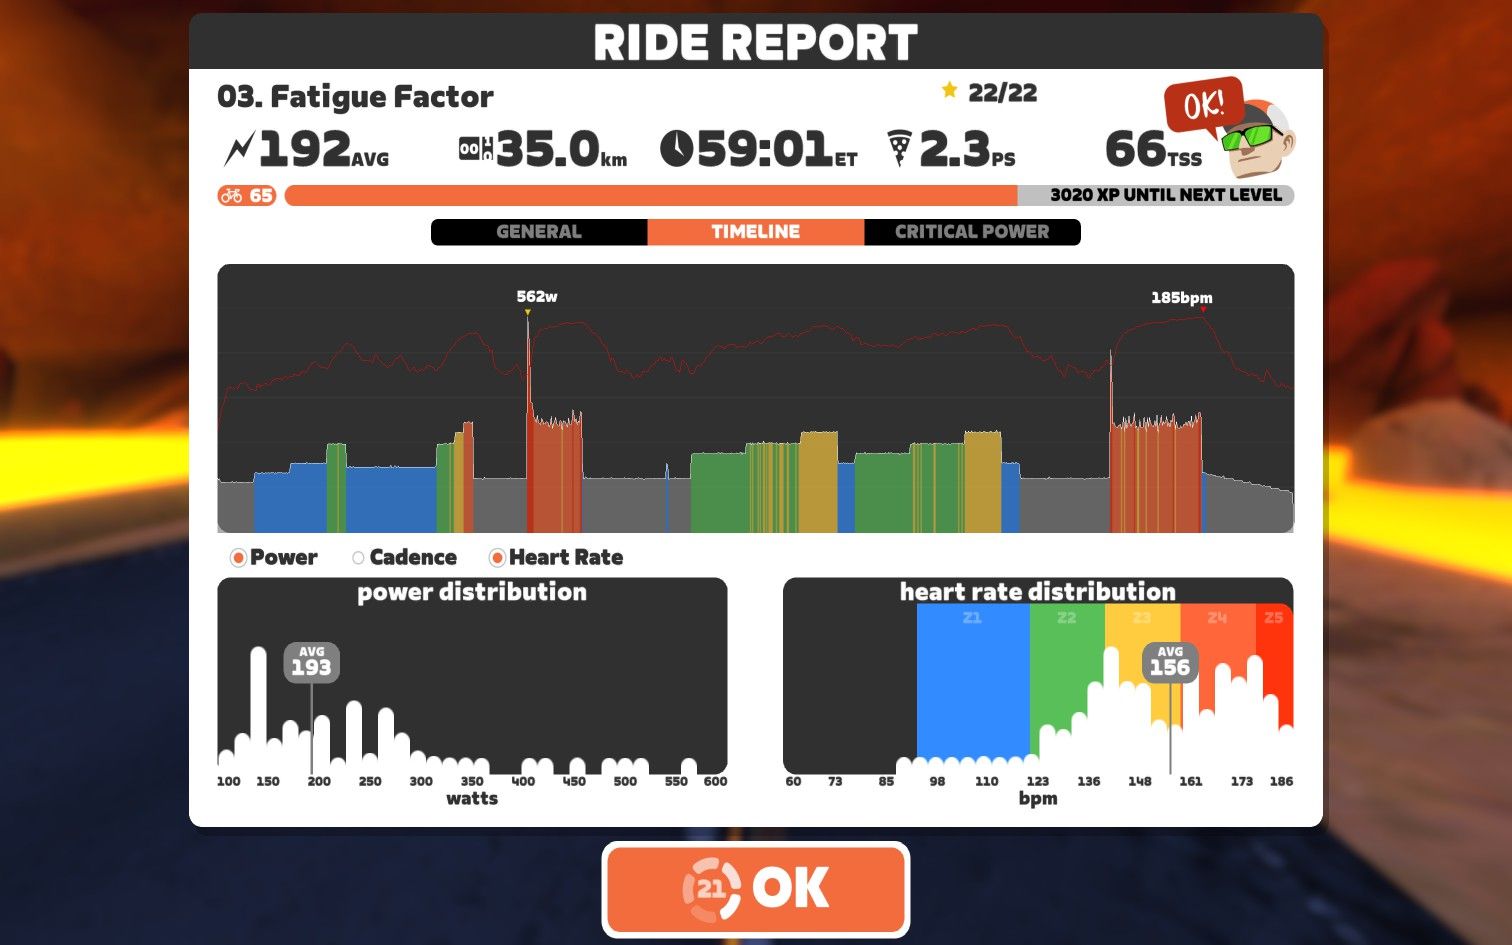 RIDE REPORT
03. Fatigue Factor
22/22
OK!
192AVG
35.0km
59:01ET
2.3PS
66TSS
65
3020 XP UNTIL NEXT LEVEL
GENERAL
TIMELINE
CRITICAL POWER
562w
185bpm
Power
Cadence
Heart Rate
power distribution
AVG
193
100 150 200 250 300 350 400 450 500 550 600
watts
heart rate distribution
Z1 Z2 Z3 Z4 Z5
AVG
156
60 73 85 98 110 123 136 148 161 173 186
bpm
21 OK